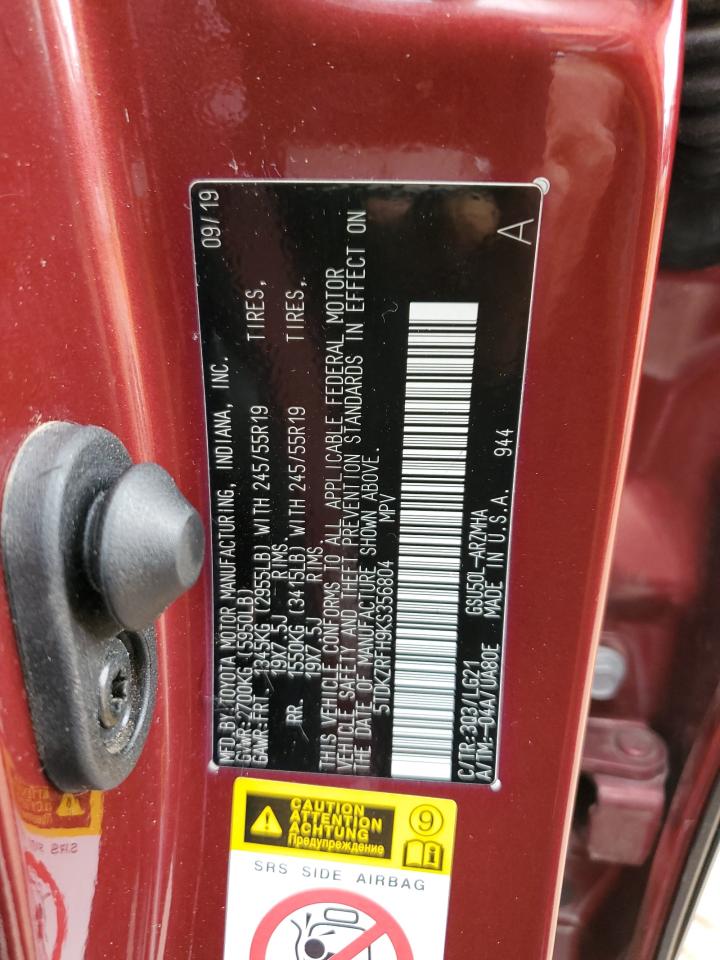 MFD.BY:TOYOTA MOTOR MANUFACTURING, INDIANA, INC. 09/19
GVWR:2700KG (5950LB)
GAWR:FRT 1345KG (2955LB) WITH 245/55R19 TIRES,
19X7.5J RIMS.
RR. 1550KG (3415LB) WITH 245/55R19 TIRES,
19X7.5J RIMS
THIS VEHICLE CONFORMS TO ALL APPLICABLE FEDERAL MOTOR
VEHICLE SAFETY AND THEFT PREVENTION STANDARDS IN EFFECT ON
THE DATE OF MANUFACTURE SHOWN ABOVE.
5TDKZRFH9KS356804 MPV
C/TR:3Q3/LG21 GSU50L-ARZMHA
A/TM:-04A/UA80E MADE IN U.S.A. 944
A
CAUTION
ATTENTION
ACHTUNG
Предупреждение
9
i
SRS SIDE AIRBAG